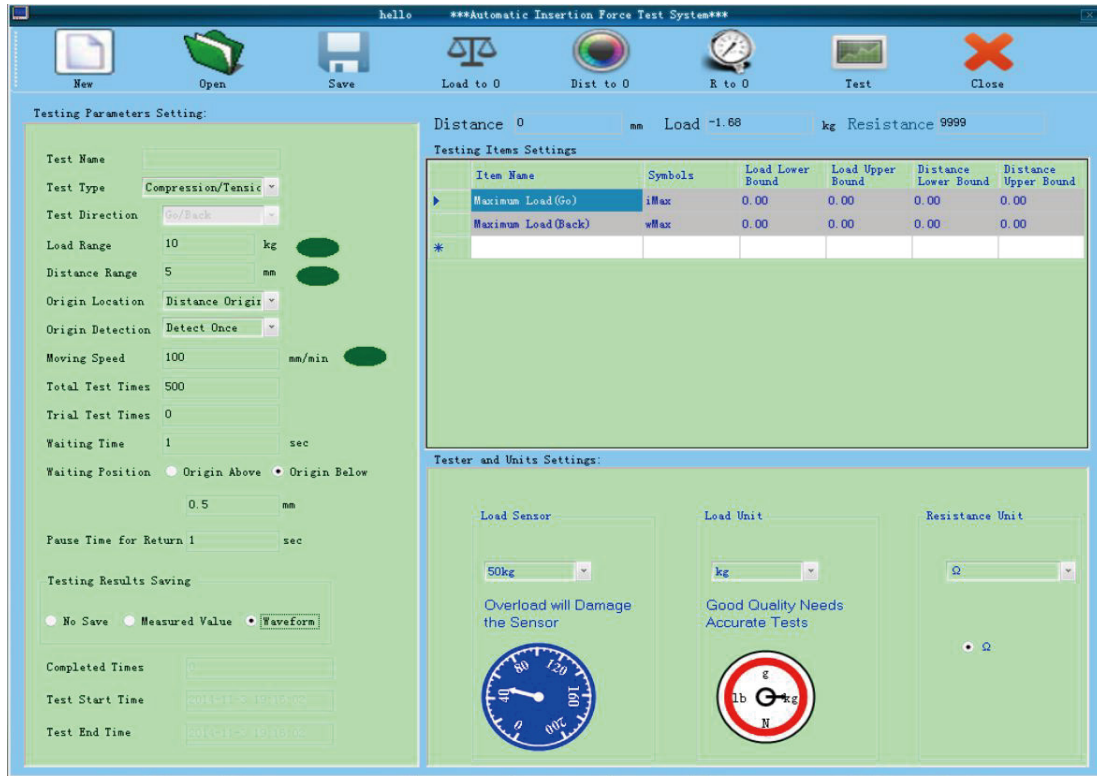 hello ***Automatic Insertion Force Test System***
New Open Save Load to 0 Dist to 0 R to 0 Test Close
Testing Parameters Setting:
Test Name
Test Type Compression/Tensic
Test Direction Go/Back
Load Range 10 kg
Distance Range 5 mm
Origin Location Distance Origin
Origin Detection Detect Once
Moving Speed 100 mm/min
Total Test Times 500
Trial Test Times 0
Waiting Time 1 sec
Waiting Position Origin Above Origin Below
0.5 mm
Pause Time for Return 1 sec
Testing Results Saving
No Save Measured Value Waveform
Completed Times
Test Start Time
Test End Time
Distance 0 mm Load -1.68 kg Resistance 9999
Testing Items Settings
Item Name Symbols Load Lower Bound Load Upper Bound Distance Lower Bound Distance Upper Bound
Maximum Load(Go) iMax 0.00 0.00 0.00 0.00
Maximum Load(Back) wMax 0.00 0.00 0.00 0.00
Tester and Units Settings:
Load Sensor Load Unit Resistance Unit
50kg kg Ω
Overload will Damage
the Sensor
Good Quality Needs
Accurate Tests
Ω
0 40 80 120 160 200
g
lb kg
N